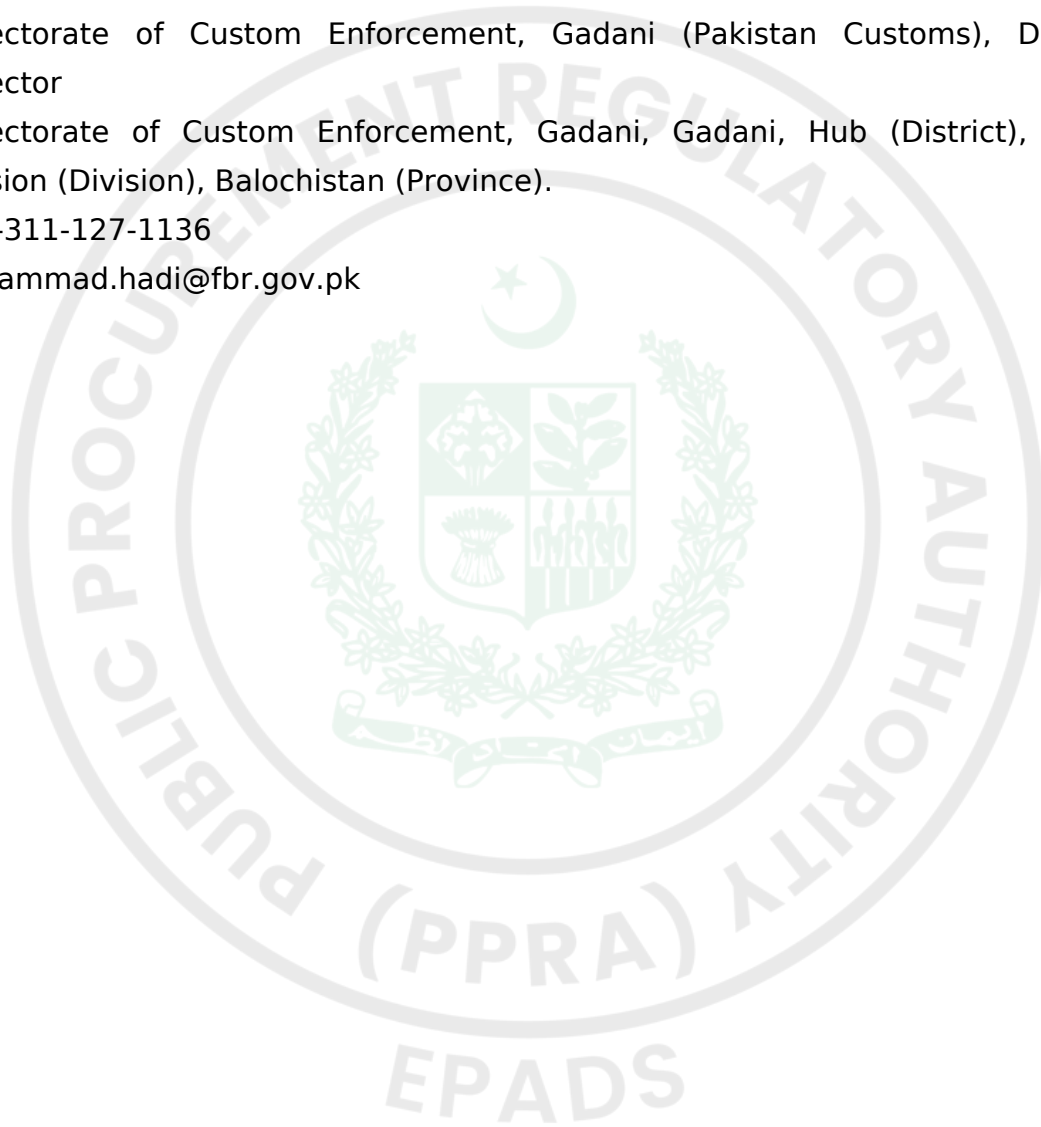 ectorate of Custom Enforcement, Gadani (Pakistan Customs), D
ector
ectorate of Custom Enforcement, Gadani, Gadani, Hub (District),
sion (Division), Balochistan (Province).
-311-127-1136
ammad.hadi@fbr.gov.pk
PUBLIC PROCUREMENT REGULATORY AUTHORITY
(PPRA)
EPADS